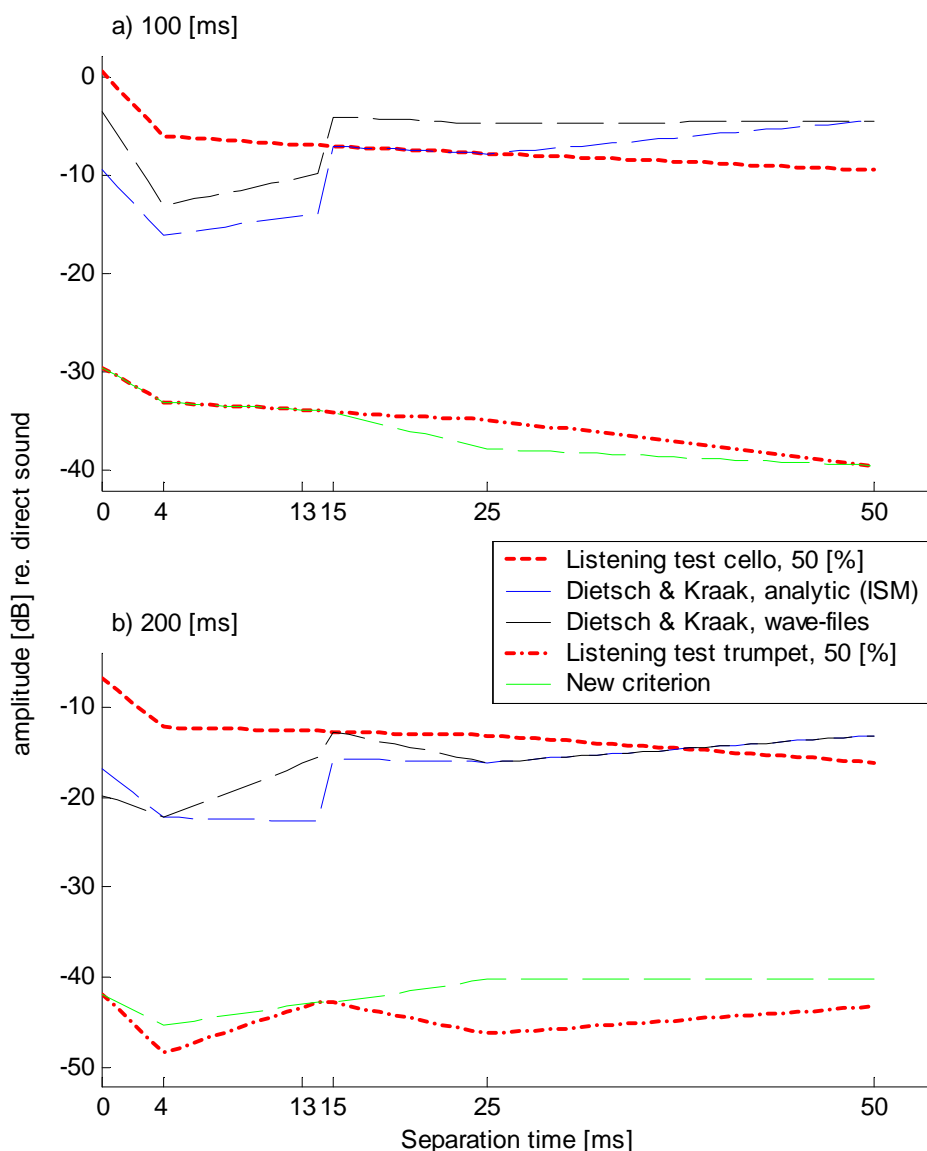 a) 100 [ms]
0
-10
-20
-30
-40
0 4 13 15 25 50
Listening test cello, 50 [%]
Dietsch & Kraak, analytic (ISM)
Dietsch & Kraak, wave-files
Listening test trumpet, 50 [%]
New criterion
amplitude [dB] re. direct sound
b) 200 [ms]
-10
-20
-30
-40
-50
0 4 13 15 25 50
Separation time [ms]